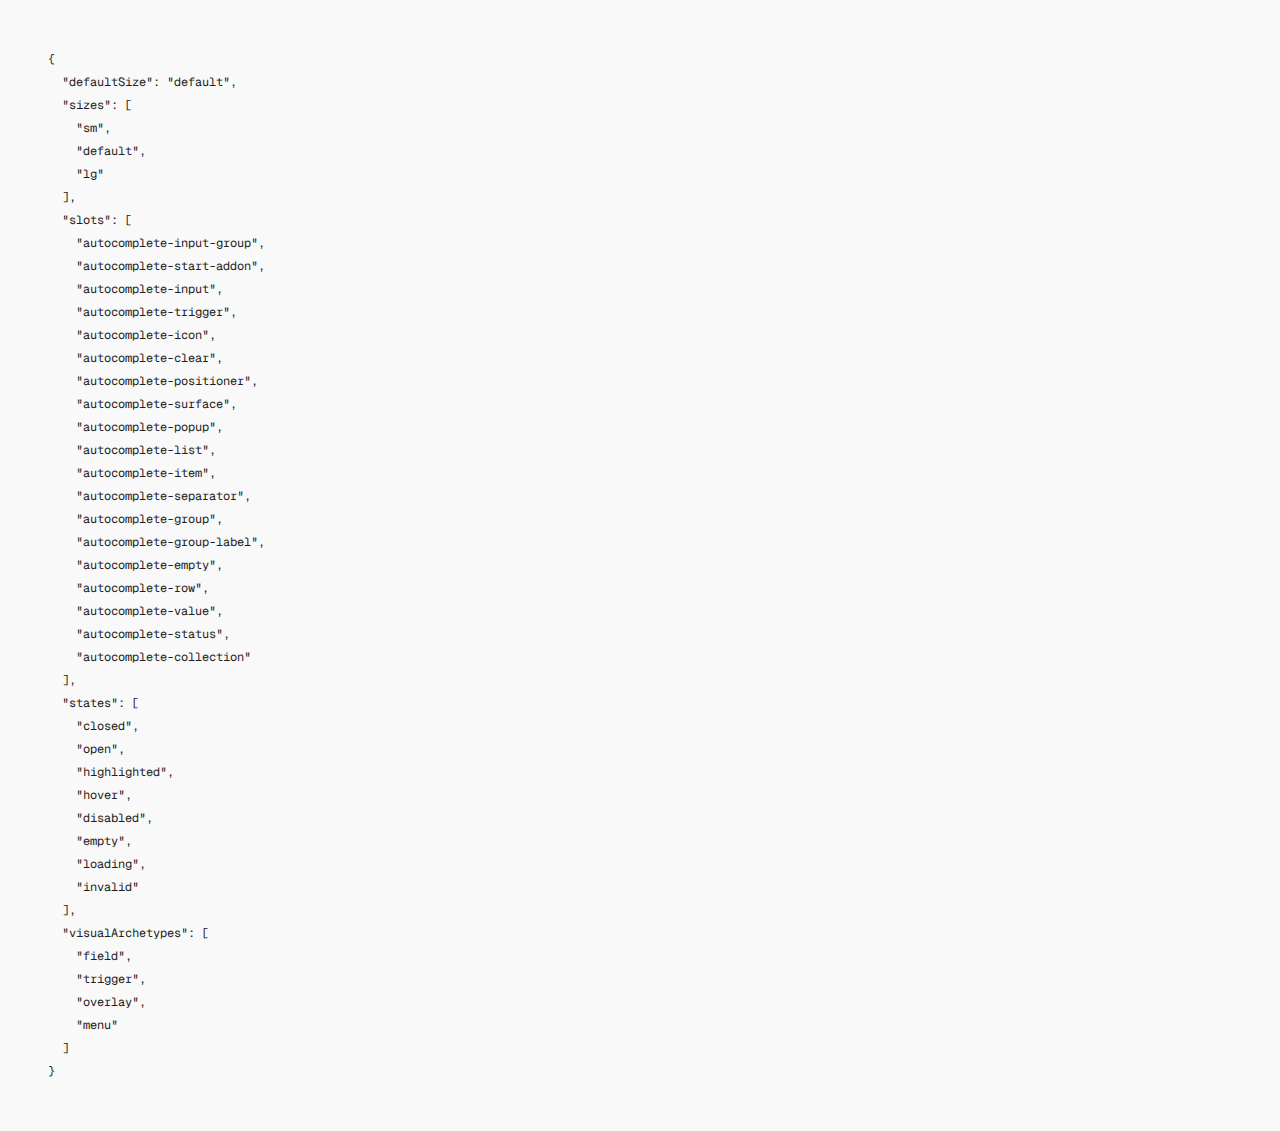 {
  "defaultSize": "default",
  "sizes": [
    "sm",
    "default",
    "lg"
  ],
  "slots": [
    "autocomplete-input-group",
    "autocomplete-start-addon",
    "autocomplete-input",
    "autocomplete-trigger",
    "autocomplete-icon",
    "autocomplete-clear",
    "autocomplete-positioner",
    "autocomplete-surface",
    "autocomplete-popup",
    "autocomplete-list",
    "autocomplete-item",
    "autocomplete-separator",
    "autocomplete-group",
    "autocomplete-group-label",
    "autocomplete-empty",
    "autocomplete-row",
    "autocomplete-value",
    "autocomplete-status",
    "autocomplete-collection"
  ],
  "states": [
    "closed",
    "open",
    "highlighted",
    "hover",
    "disabled",
    "empty",
    "loading",
    "invalid"
  ],
  "visualArchetypes": [
    "field",
    "trigger",
    "overlay",
    "menu"
  ]
}